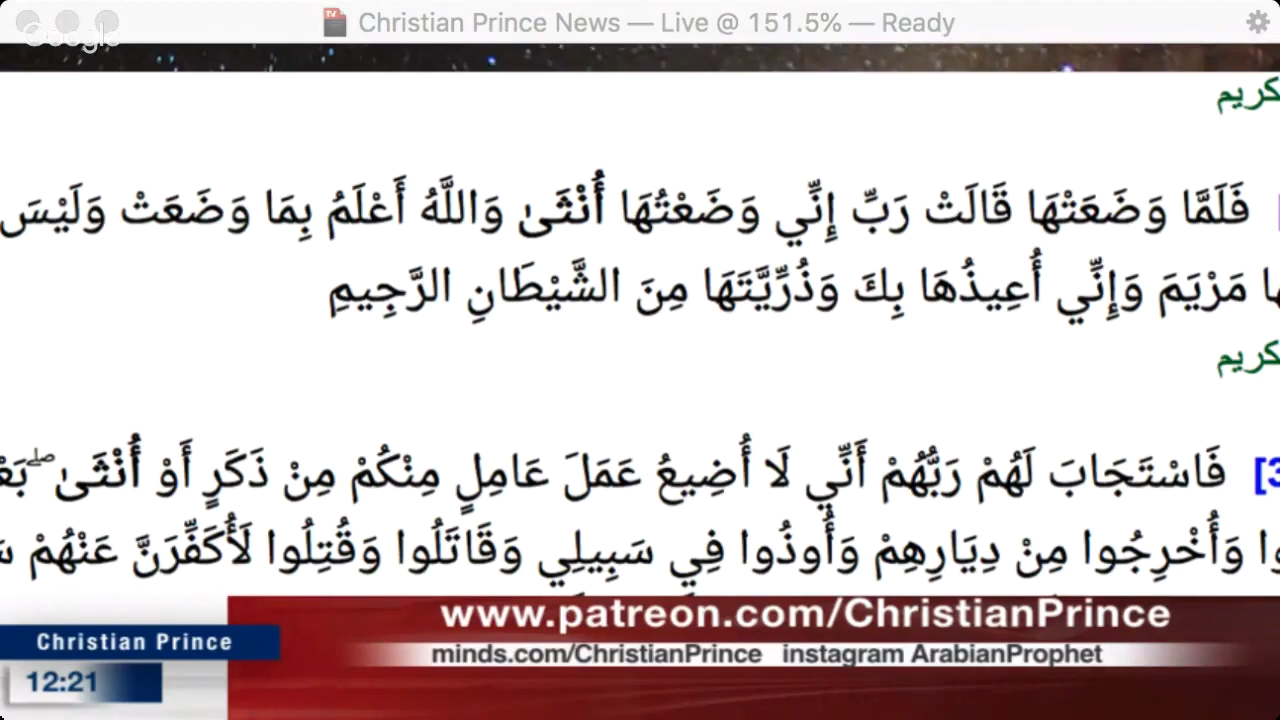 Christian Prince News — Live @ 151.5% — Ready
Google
كريم
فَلَمَّا وَضَعَتْهَا قَالَتْ رَبِّ إِنِّي وَضَعْتُهَا أُنْثَىٰ وَاللَّهُ أَعْلَمُ بِمَا وَضَعَتْ وَلَيْسَ
مَرْيَمَ وَإِنِّي أُعِيذُهَا بِكَ وَذُرِّيَّتَهَا مِنَ الشَّيْطَانِ الرَّجِيمِ
كريم
فَاسْتَجَابَ لَهُمْ رَبُّهُمْ أَنِّي لَا أُضِيعُ عَمَلَ عَامِلٍ مِنْكُمْ مِنْ ذَكَرٍ أَوْ أُنْثَىٰ ۖ
وَأُخْرِجُوا مِنْ دِيَارِهِمْ وَأُوذُوا فِي سَبِيلِي وَقَاتَلُوا وَقُتِلُوا لَأُكَفِّرَنَّ عَنْهُمْ
www.patreon.com/ChristianPrince
Christian Prince
minds.com/ChristianPrince instagram ArabianProphet
12:21